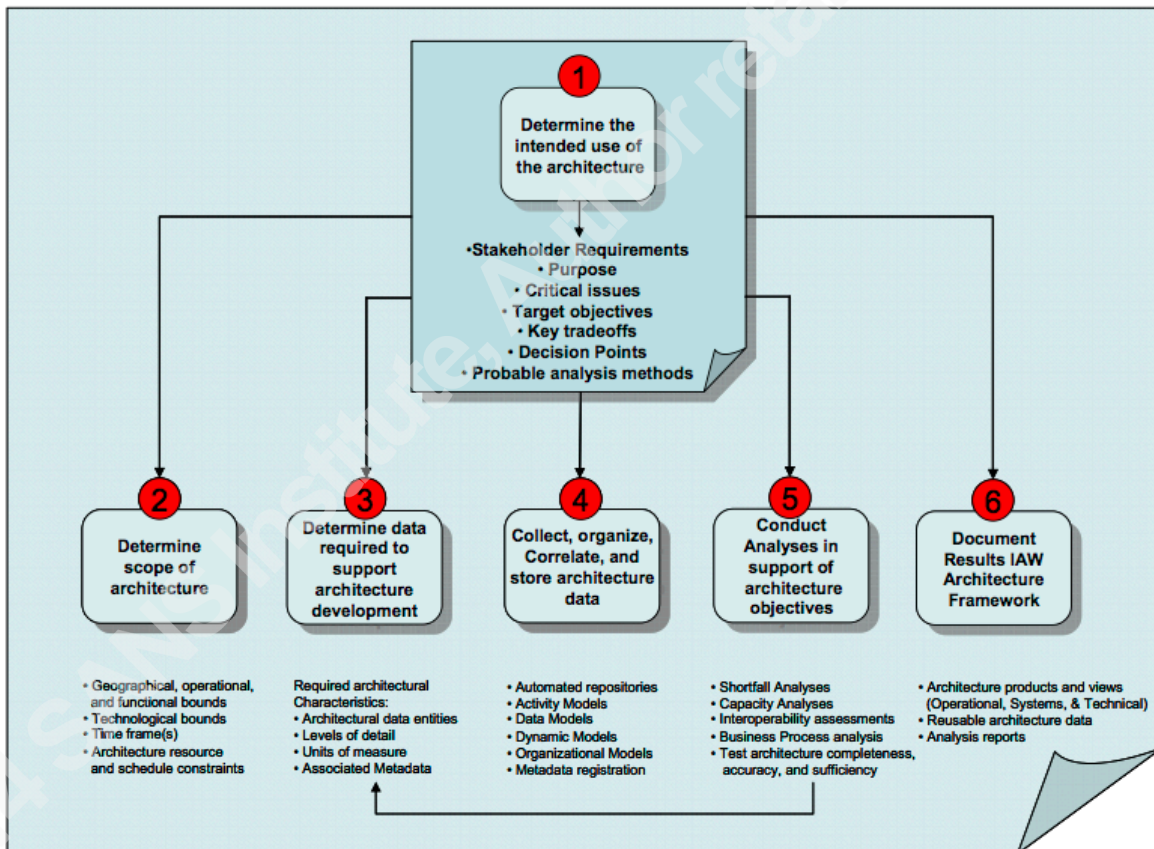 1
Determine the
intended use of
the architecture
•Stakeholder Requirements
• Purpose
• Critical issues
• Target objectives
• Key tradeoffs
• Decision Points
• Probable analysis methods
2
Determine
scope of
architecture
3
Determine data
required to
support
architecture
development
4
Collect, organize,
Correlate, and
store architecture
data
5
Conduct
Analyses in
support of
architecture
objectives
6
Document
Results IAW
Architecture
Framework
• Geographical, operational,
and functional bounds
• Technological bounds
• Time frame(s)
• Architecture resource
and schedule constraints
Required architectural
Characteristics:
• Architectural data entities
• Levels of detail
• Units of measure
• Associated Metadata
• Automated repositories
• Activity Models
• Data Models
• Dynamic Models
• Organizational Models
• Metadata registration
• Shortfall Analyses
• Capacity Analyses
• Interoperability assessments
• Business Process analysis
• Test architecture completeness,
accuracy, and sufficiency
• Architecture products and views
(Operational, Systems, & Technical)
• Reusable architecture data
• Analysis reports
4 SANS Institute, Author retai